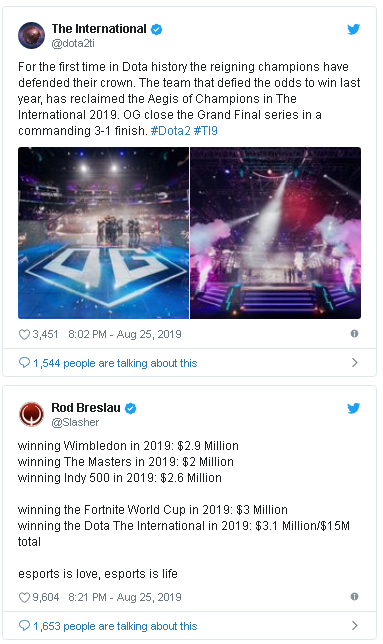 The International
@dota2ti
For the first time in Dota history the reigning champions have
defended their crown. The team that defied the odds to win last
year, has reclaimed the Aegis of Champions in The
International 2019. OG close the Grand Final series in a
commanding 3-1 finish. #Dota2 #TI9
OG
3,451 8:02 PM - Aug 25, 2019
1,544 people are talking about this
Rod Breslau
@Slasher
winning Wimbledon in 2019: $2.9 Million
winning The Masters in 2019: $2 Million
winning Indy 500 in 2019: $2.6 Million
winning the Fortnite World Cup in 2019: $3 Million
winning the Dota The International in 2019: $3.1 Million/$15M
total
esports is love, esports is life
9,604 8:21 PM - Aug 25, 2019
1,653 people are talking about this